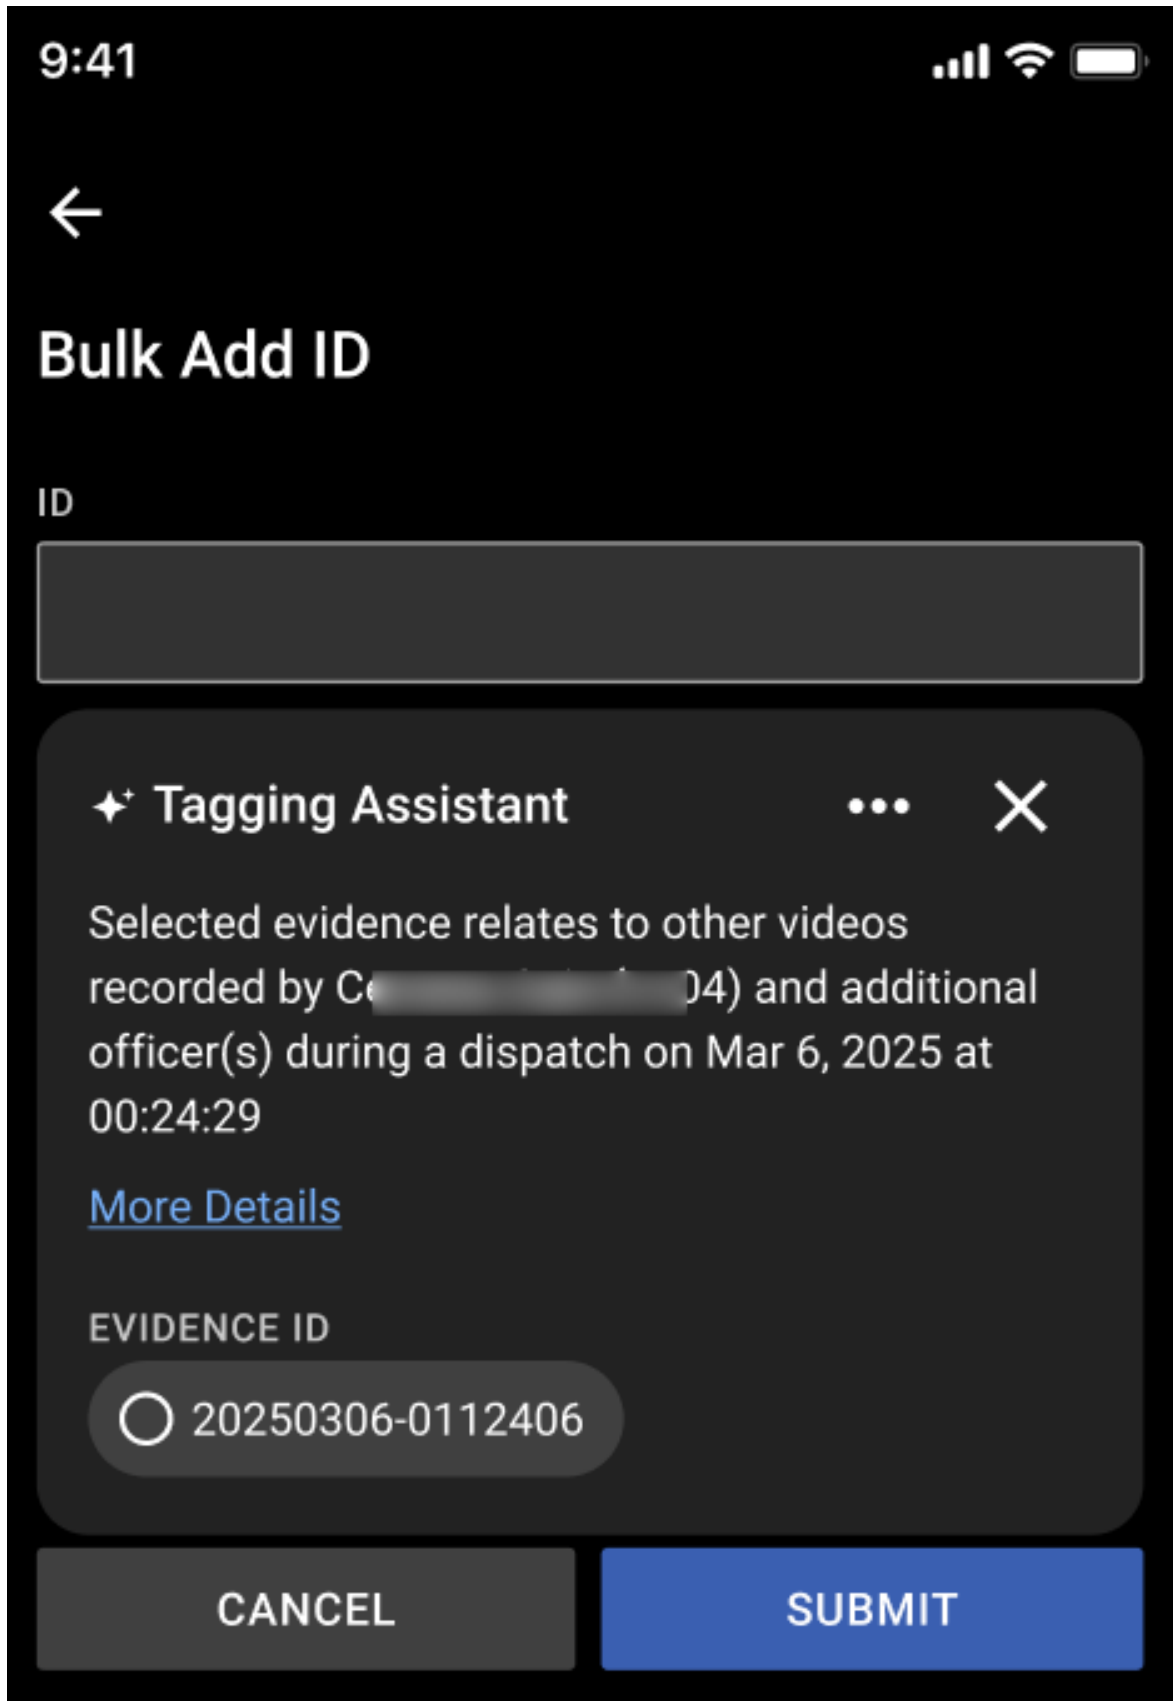 9:41
Bulk Add ID
ID
Tagging Assistant
Selected evidence relates to other videos
recorded by 04) and additional
officer(s) during a dispatch on Mar 6, 2025 at
00:24:29
More Details
EVIDENCE ID
20250306-0112406
CANCEL
SUBMIT